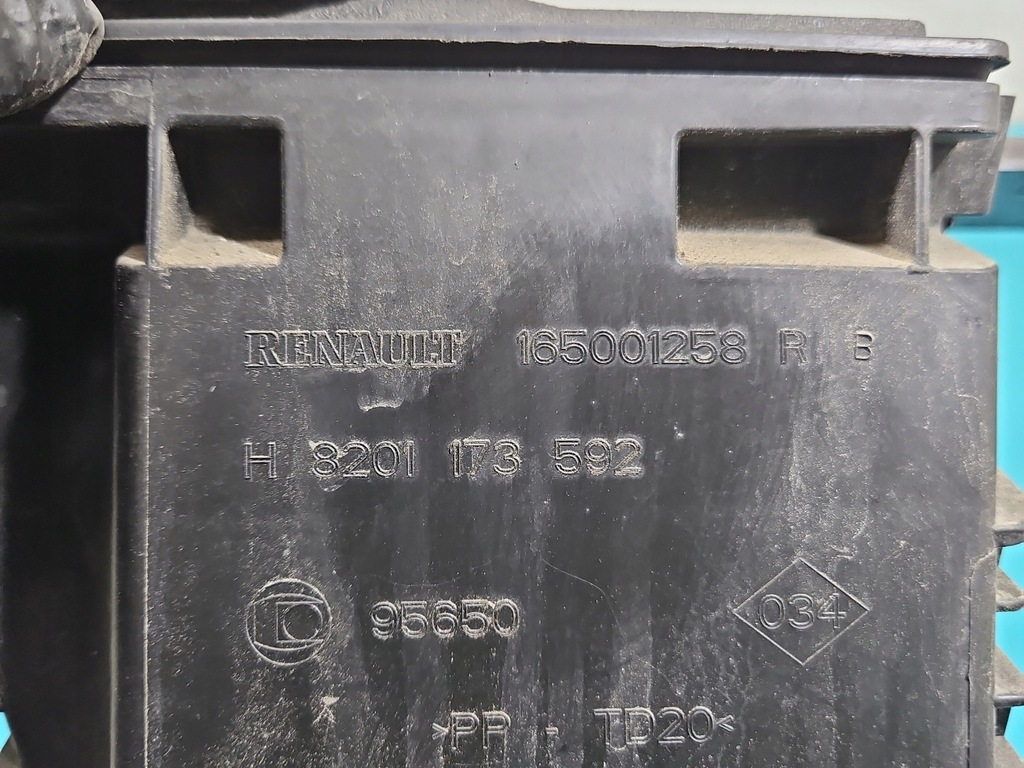 RENAULT 165001258 R B
H 8201 173 592
95650 034
>PP - TD20<